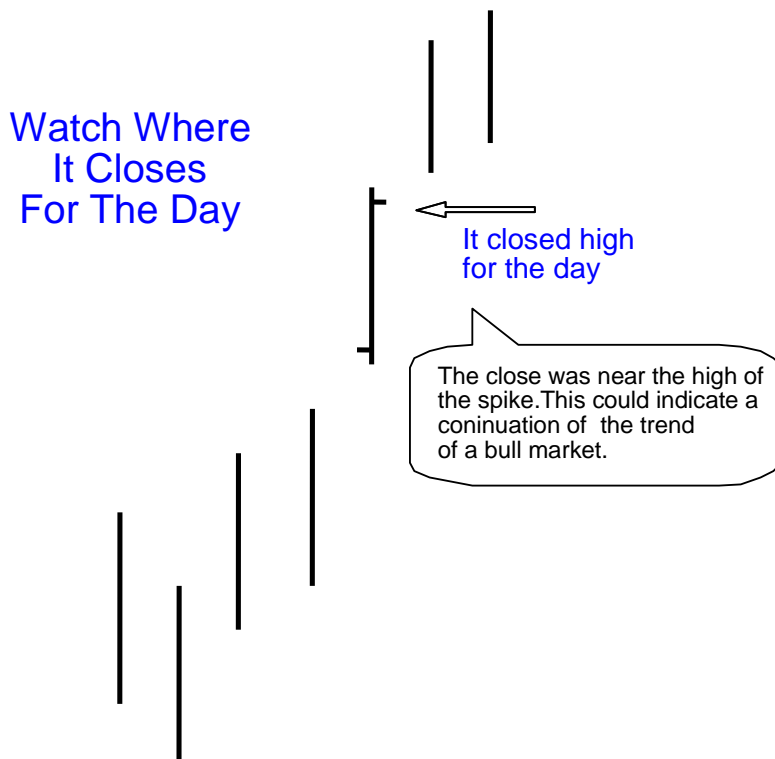 Watch Where
It Closes
For The Day
It closed high
for the day
The close was near the high of
the spike.This could indicate a
coninuation of  the trend
of a bull market.